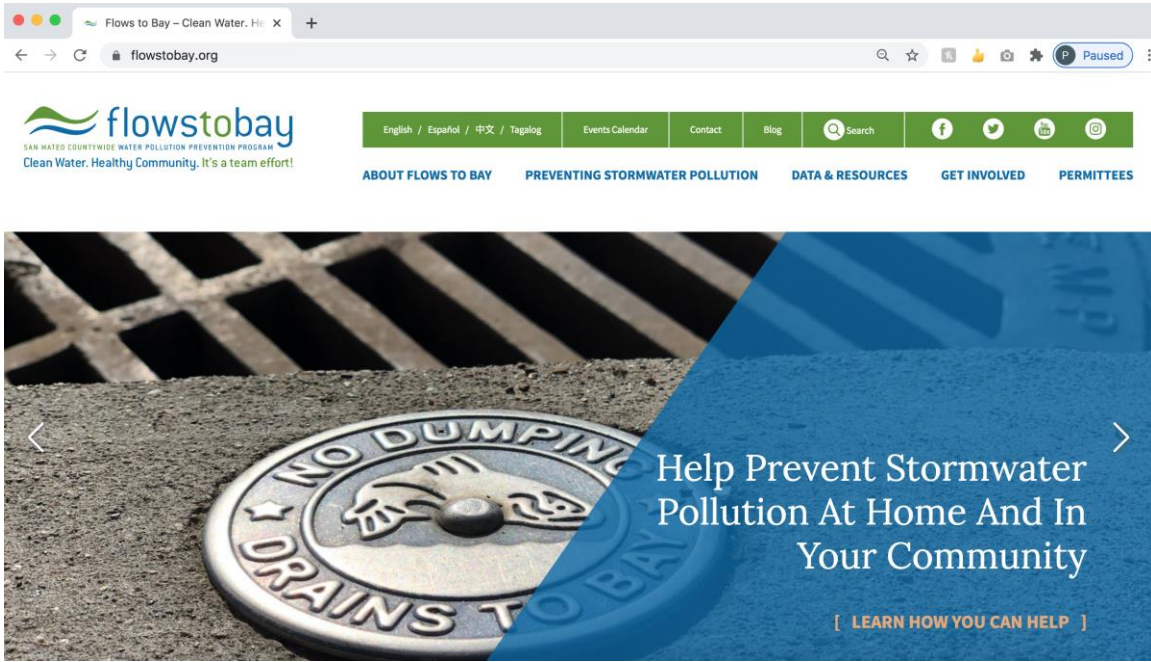 Flows to Bay – Clean Water. He
flowstobay.org
P Paused
flowstobay
SAN MATEO COUNTYWIDE WATER POLLUTION PREVENTION PROGRAM
Clean Water. Healthy Community. It's a team effort!
English / Español / 中文 / Tagalog
Events Calendar
Contact
Blog
Search
ABOUT FLOWS TO BAY
PREVENTING STORMWATER POLLUTION
DATA & RESOURCES
GET INVOLVED
PERMITTEES
NO DUMPING
DRAINS TO BAY
Help Prevent Stormwater
Pollution At Home And In
Your Community
[ LEARN HOW YOU CAN HELP ]